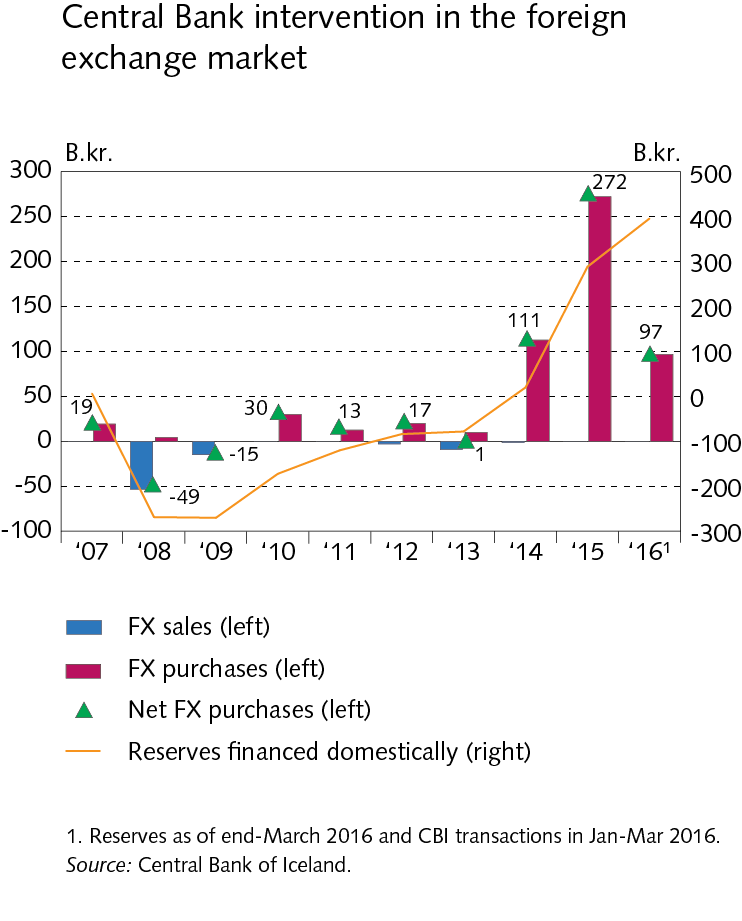 Central Bank intervention in the foreign
exchange market
B.kr. B.kr.
300 500
250 400
200 300
150 200
100 100
50 0
0 -100
-50 -200
-100 -300
19
-49
-15
30
13
17
1
111
272
97
‘07 ‘08 ‘09 ‘10 ‘11 ‘12 ‘13 ‘14 ‘15 ‘16¹
FX sales (left)
FX purchases (left)
Net FX purchases (left)
Reserves financed domestically (right)
1. Reserves as of end-March 2016 and CBI transactions in Jan-Mar 2016.
Source: Central Bank of Iceland.